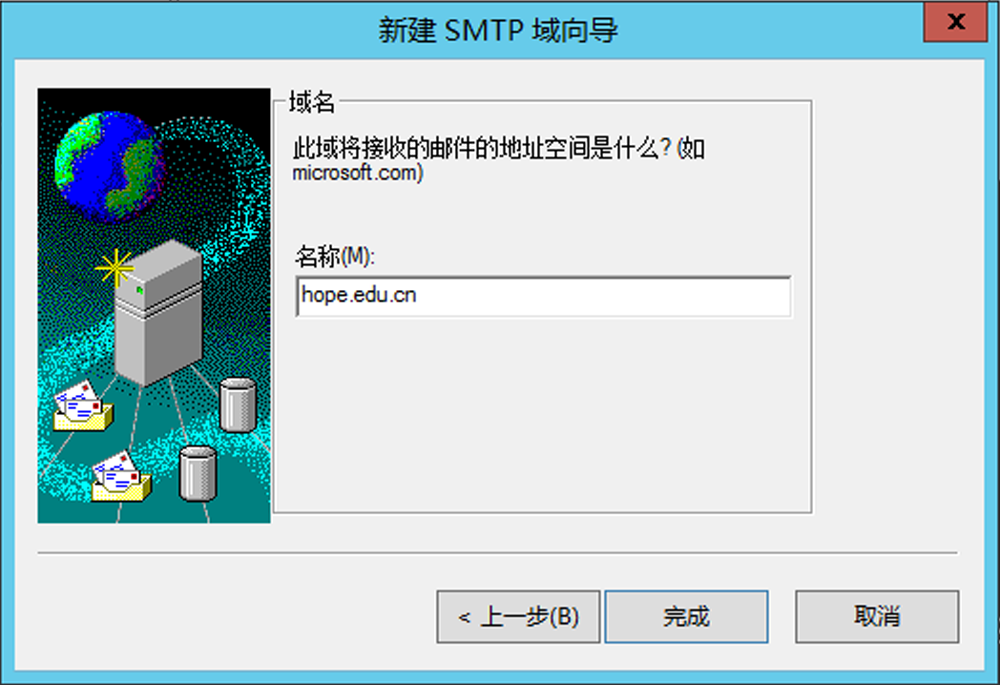 新建 SMTP 域向导
x
域名
此域将接收的邮件的地址空间是什么? (如
microsoft.com)
名称(M):
hope.edu.cn
< 上一步(B)
完成
取消